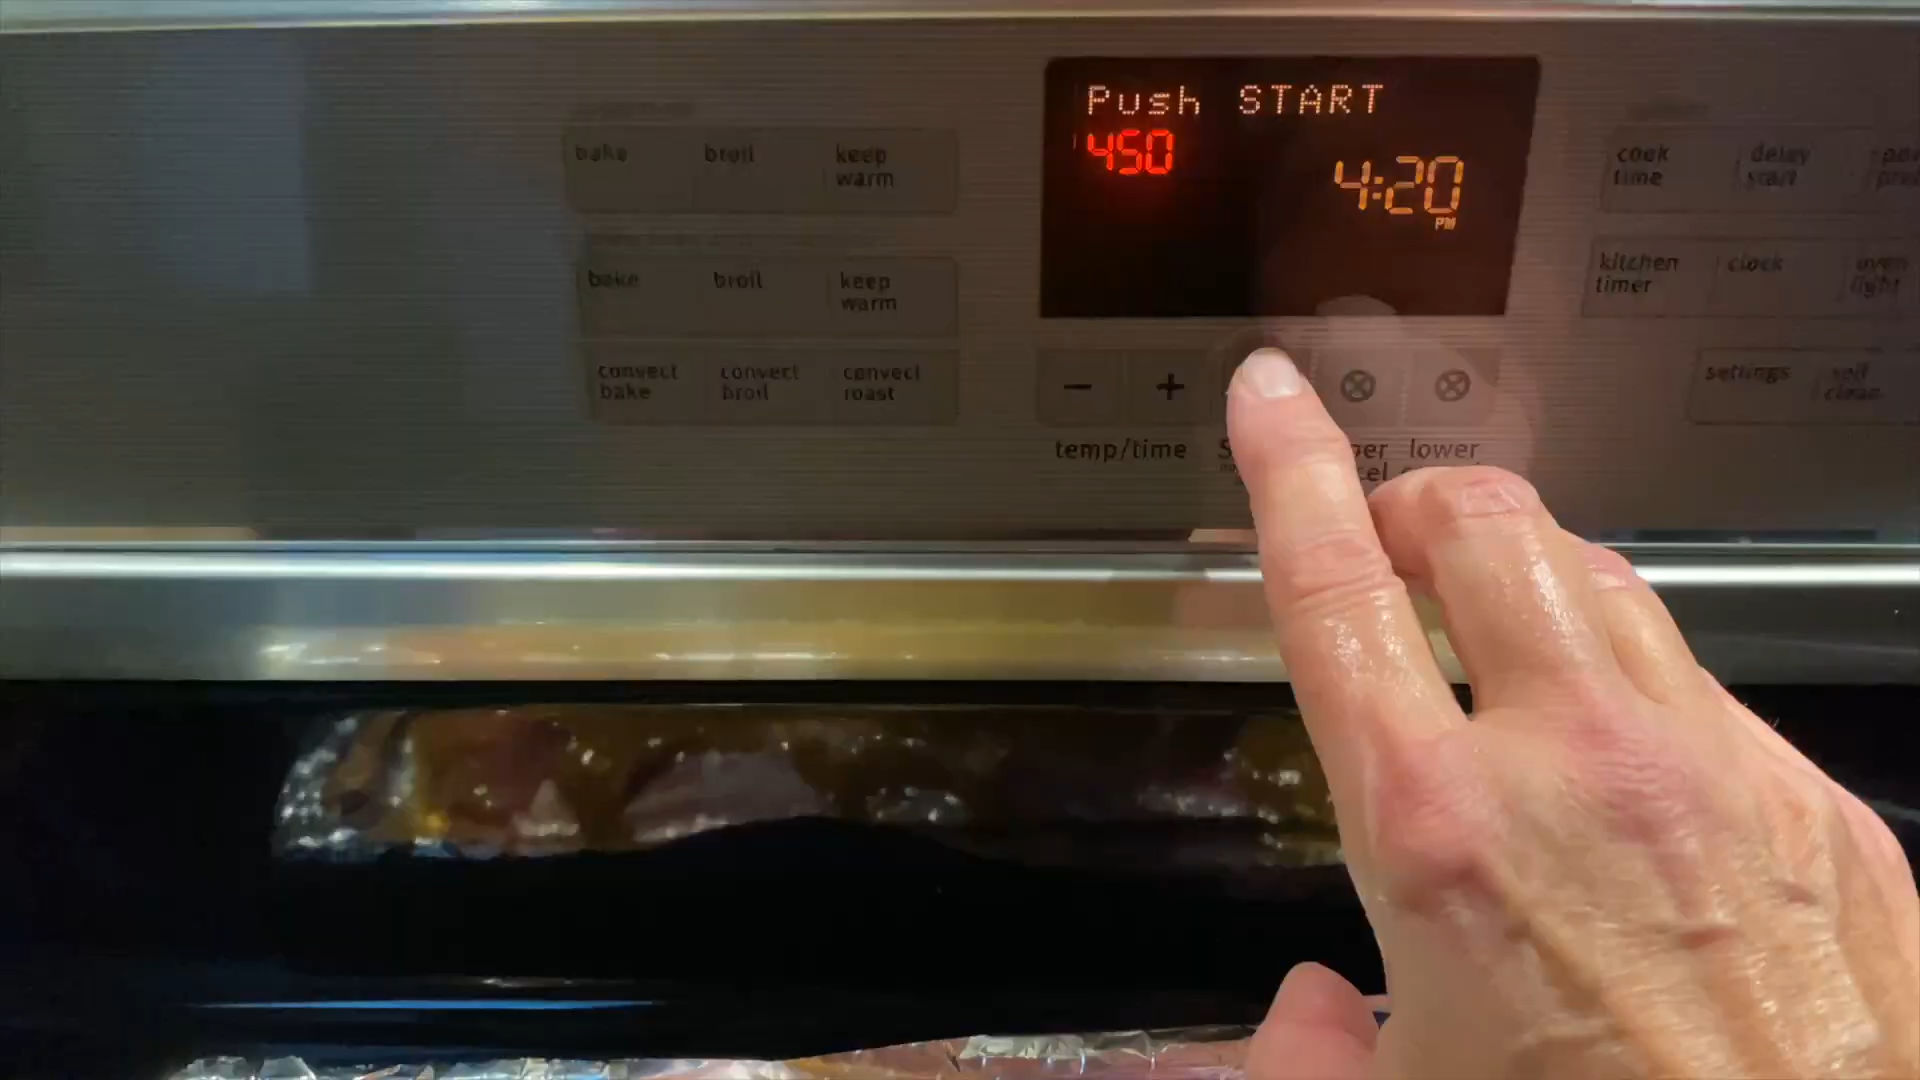 Push START
450
4:20
PM
bake broil keep warm
bake broil keep warm
convect bake convect broil convect roast
- +
temp/time
lower
cook time delay start
kitchen timer clock oven light
settings self clean